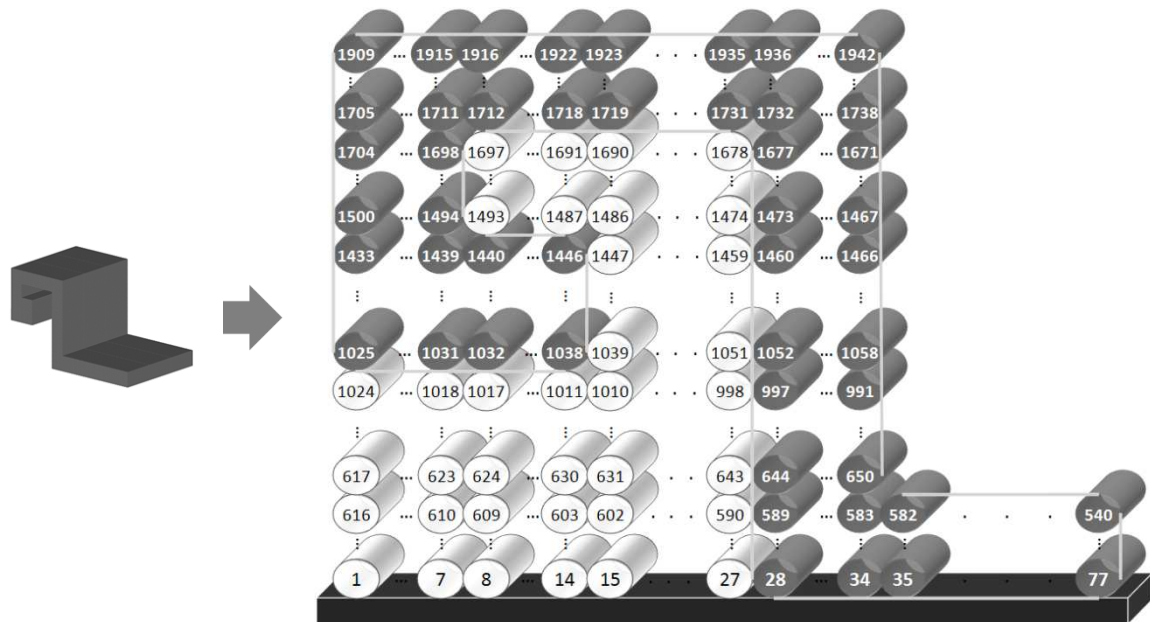 1909 ... 1915 1916 ... 1922 1923 . . . 1935 1936 ... 1942
1705 ... 1711 1712 ... 1718 1719 . . . 1731 1732 ... 1738
1704 ... 1698 1697 ... 1691 1690 . . . 1678 1677 ... 1671
1500 ... 1494 1493 ... 1487 1486 . . . 1474 1473 ... 1467
1433 ... 1439 1440 ... 1446 1447 . . . 1459 1460 ... 1466
1025 ... 1031 1032 ... 1038 1039 . . . 1051 1052 ... 1058
1024 ... 1018 1017 ... 1011 1010 . . . 998 997 ... 991
617 ... 623 624 ... 630 631 . . . 643 644 ... 650
616 ... 610 609 ... 603 602 . . . 590 589 ... 583 582 . . . 540
1 ... 7 8 ... 14 15 . . . 27 28 ... 34 35 . . . 77